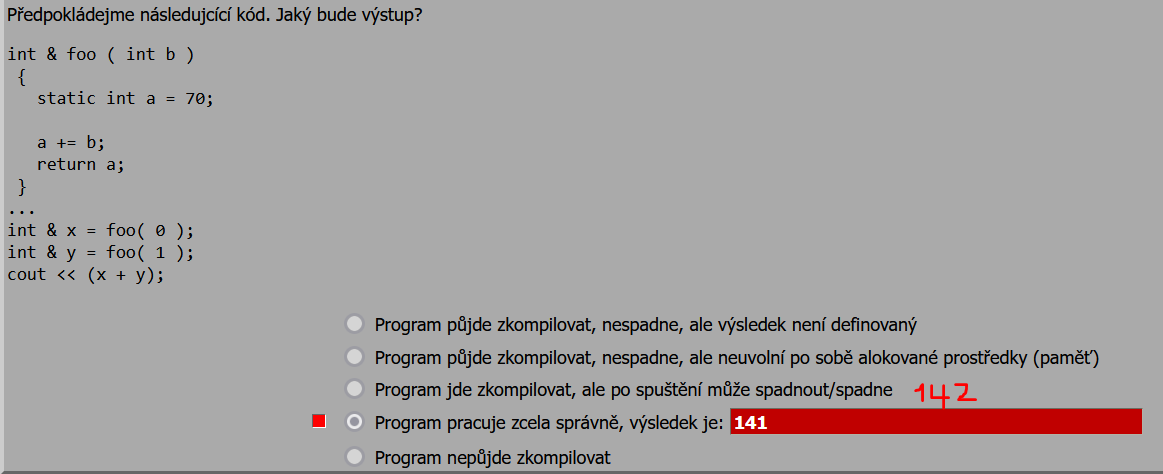 Předpokládejme následujcící kód. Jaký bude výstup?
int & foo ( int b )
{
static int a = 70;
a += b;
return a;
}
...
int & x = foo( 0 );
int & y = foo( 1 );
cout << (x + y);
Program půjde zkompilovat, nespadne, ale výsledek není definovaný
Program půjde zkompilovat, nespadne, ale neuvolní po sobě alokované prostředky (paměť)
Program jde zkompilovat, ale po spuštění může spadnout/spadne
142
Program pracuje zcela správně, výsledek je: 141
Program nepůjde zkompilovat